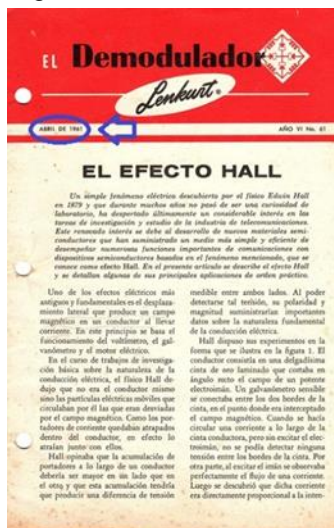 EL Demodulador
Lenkurt.
ABRIL DE 1961
AÑO VI No. 61
EL EFECTO HALL
Un simple fenómeno eléctrico descubierto por el físico Edwin Hall
en 1879 y que durante muchos años no pasó de ser una curiosidad de
laboratorio, ha despertado últimamente un considerable interés en las
tareas de investigación y estudio de la industria de telecomunicaciones.
Este renovado interés se debe al desarrollo de nuevos materiales semi-
conductores que han suministrado un medio más simple y eficiente de
desempeñar numerosas funciones importantes de comunicaciones con
dispositivos semiconductores basados en el fenómeno mencionado, que se
conoce como efecto Hall. En el presente artículo se describe el efecto Hall
y se detallan algunas de sus principales aplicaciones de orden práctico.
Uno de los efectos eléctricos más
antiguos y fundamentales es el desplaza-
miento lateral que produce un campo
magnético en un conductor al llevar
corriente. En este principio se basa el
funcionamiento del voltímetro, el gal-
vanómetro y el motor eléctrico.
En el curso de trabajos de investiga-
ción básica sobre la naturaleza de la
conducción eléctrica, el físico Hall de-
dujo que no era el conductor mismo
sino las partículas eléctricas móviles que
circulaban por él las que eran desviadas
por el campo magnético. Como los por-
tadores de corriente quedaban atrapados
dentro del conductor, en efecto lo
atraían junto con ellos.
Hall opinaba que la acumulación de
portadores a lo largo de un conductor
debería ser mayor en un lado que en
el otro y que esta acumulación tendría
que producir una diferencia de tensión
medible entre ambos lados. Al poder
detectarse tal tensión, su polaridad y
magnitud suministrarían importantes
datos sobre la naturaleza fundamental
de la conducción eléctrica.
Hall dispuso sus experimentos en la
forma que se ilustra en la figura 1. El
conductor consistía en una delgadísima
cinta de oro laminado que cortaba en
ángulo recto el campo de un potente
electroimán. Un galvanómetro sensible
se conectaba entre los dos bordes de la
cinta, en el punto donde era interceptado
el campo magnético. Cuando se hacía
circular una corriente a lo largo de la
cinta conductora, pero sin excitar el elec-
troimán, no se podía detectar ninguna
tensión entre los bordes de la cinta. Por
otra parte, al excitar el imán se observaba
perfectamente el flujo de una corriente.
Luego se descubrió que dicha corriente
era directamente proporcional a la inten-